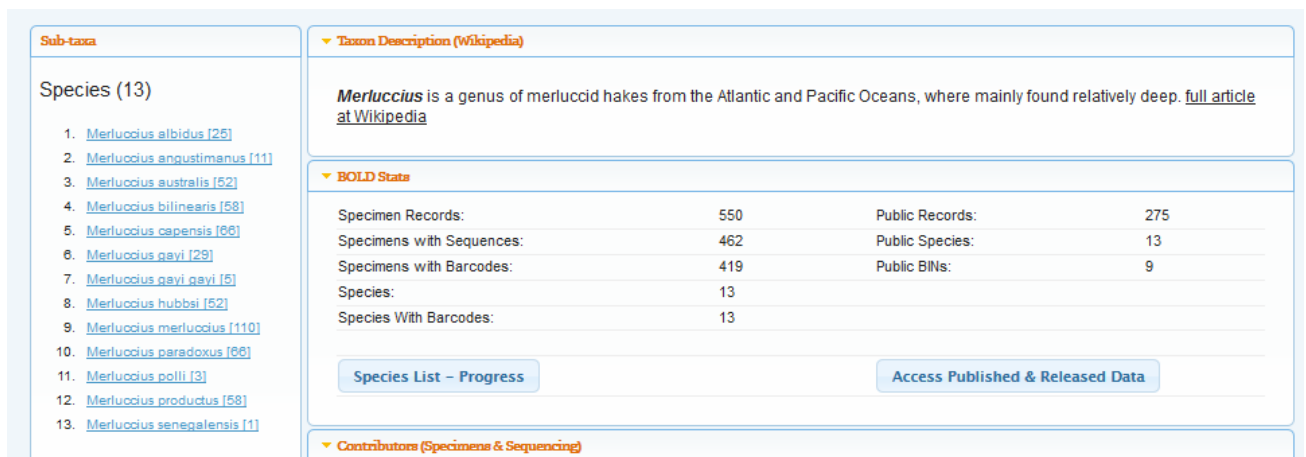 Sub-taxa
Species (13)
1. Merluccius albidus [25]
2. Merluccius angustimanus [11]
3. Merluccius australis [52]
4. Merluccius bilinearis [58]
5. Merluccius capensis [66]
6. Merluccius gayi [29]
7. Merluccius gayi gayi [5]
8. Merluccius hubbsi [52]
9. Merluccius merluccius [110]
10. Merluccius paradoxus [66]
11. Merluccius polli [3]
12. Merluccius productus [58]
13. Merluccius senegalensis [1]
Taxon Description (Wikipedia)
Merluccius is a genus of merluccid hakes from the Atlantic and Pacific Oceans, where mainly found relatively deep. full article
at Wikipedia
BOLD Stats
Specimen Records: 550 Public Records: 275
Specimens with Sequences: 462 Public Species: 13
Specimens with Barcodes: 419 Public BINs: 9
Species: 13
Species With Barcodes: 13
Species List – Progress Access Published & Released Data
Contributors (Specimens & Sequencing)